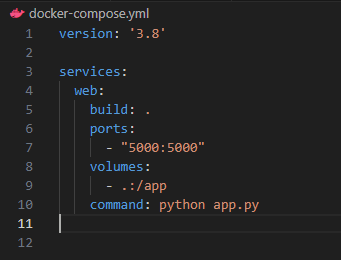 docker-compose.yml
1 version: '3.8'
2
3 services:
4   web:
5     build: .
6     ports:
7       - "5000:5000"
8     volumes:
9       - .:/app
10     command: python app.py
11
12